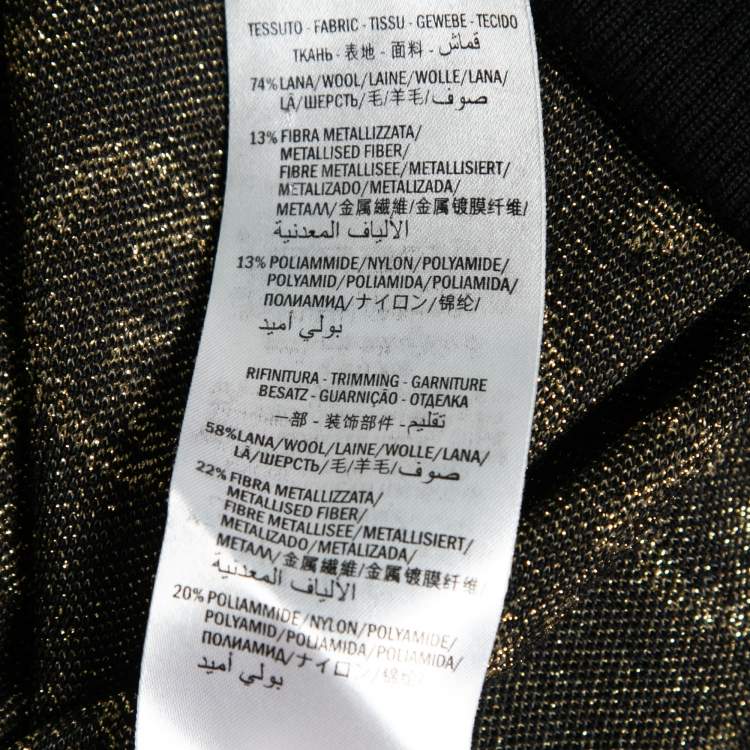 TESSUTO - FABRIC - TISSU - GEWEBE - TECIDO
ТКАНЬ - 表地 - 面料 - قماش
74% LANA/WOOL/LAINE/WOLLE/LANA/
LÃ/ШЕРСТЬ/毛/羊毛/صوف
13% FIBRA METALLIZZATA/
METALLISED FIBER/
FIBRE METALLISEE/METALLISIERT/
METALIZADO/METALIZADA/
МЕТАЛЛ/金属繊維/金属镀膜纤维/
الألياف المعدنية
13% POLIAMMIDE/NYLON/POLYAMIDE/
POLYAMID/POLIAMIDA/POLIAMIDA/
ПОЛИАМИД/ナイロン/锦纶/
بولي أميد
RIFINITURA - TRIMMING - GARNITURE
BESATZ - GUARNIÇÃO - ОТДЕЛКА
一部 - 装饰部件 - تقليم
58%LANA/WOOL/LAINE/WOLLE/LANA/
LÃ/ШЕРСТЬ/毛/羊毛/صوف
22% FIBRA METALLIZZATA/
METALLISED FIBER/
FIBRE METALLISEE/METALLISIERT/
METALIZADO/METALIZADA/
МЕТАЛЛ/金属繊維/金属镀膜纤维/
الألياف المعدنية
20% POLIAMMIDE/NYLON/POLYAMIDE/
POLYAMID/POLIAMIDA/POLIAMIDA/
ПОЛИАМИД/ナイロン/锦纶/
بولي أميد